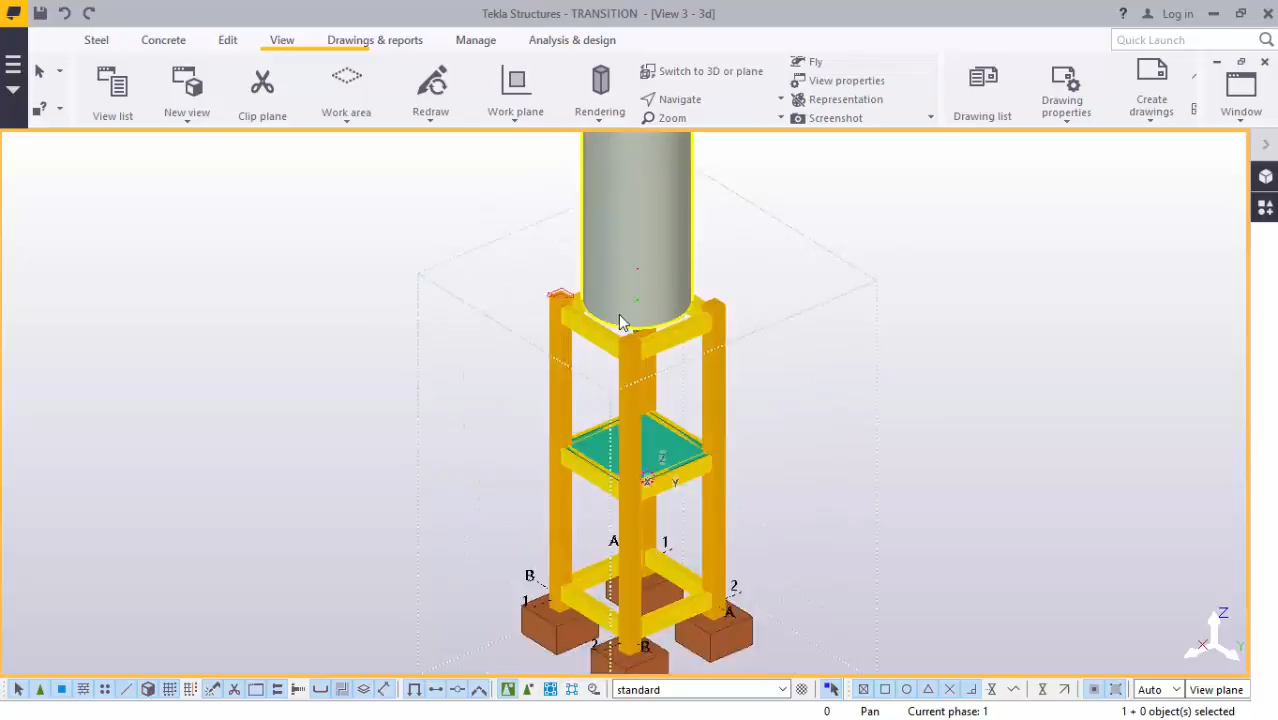 Tekla Structures - TRANSITION - [View 3 - 3d]
? Log in
Steel Concrete Edit View Drawings & reports Manage Analysis & design
Quick Launch
View list
New view
Clip plane
Work area
Redraw
Work plane
Rendering
Switch to 3D or plane
Navigate
Zoom
Fly
View properties
Representation
Screenshot
Drawing list
Drawing properties
Create drawings
Window
Z
Y
X
A 1
B
1
2
A
2 B
Z
X Y
standard
Auto
View plane
0 Pan Current phase: 1 1 + 0 object(s) selected